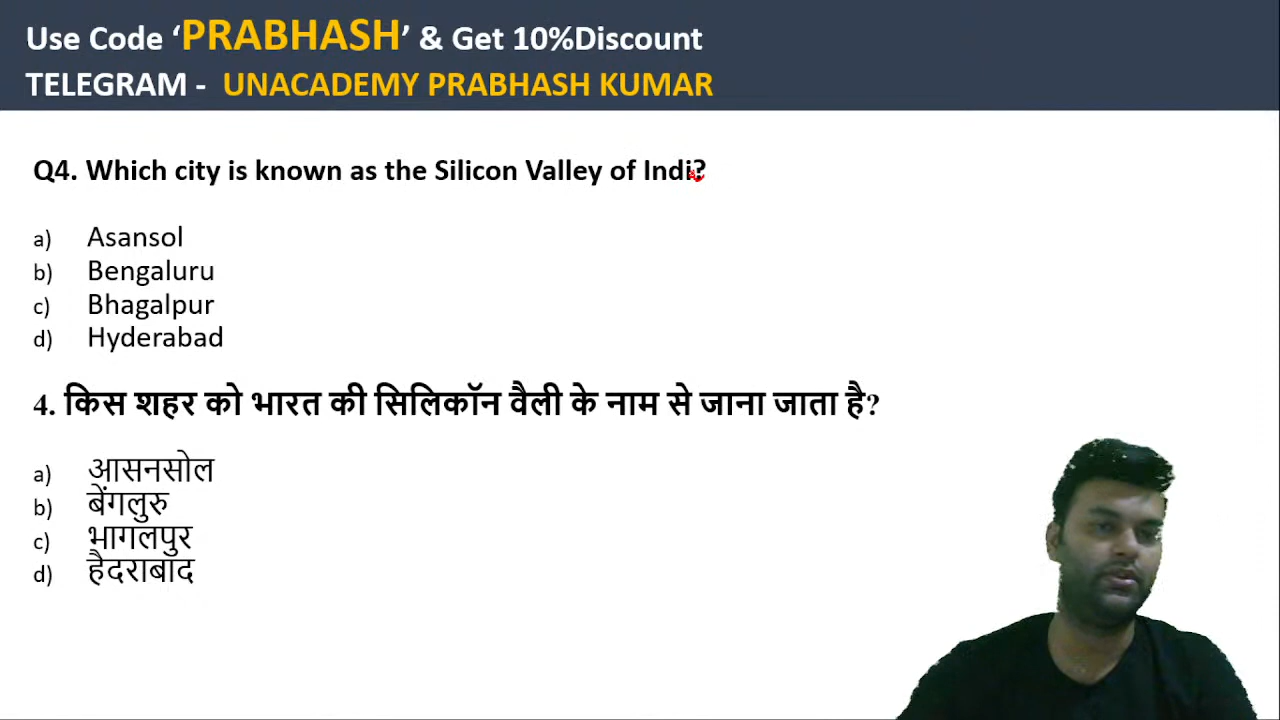 Use Code ‘PRABHASH’ & Get 10%Discount
TELEGRAM - UNACADEMY PRABHASH KUMAR
Q4. Which city is known as the Silicon Valley of Indi?
a) Asansol
b) Bengaluru
c) Bhagalpur
d) Hyderabad
4. किस शहर को भारत की सिलिकॉन वैली के नाम से जाना जाता है?
a) आसनसोल
b) बेंगलुरु
c) भागलपुर
d) हैदराबाद